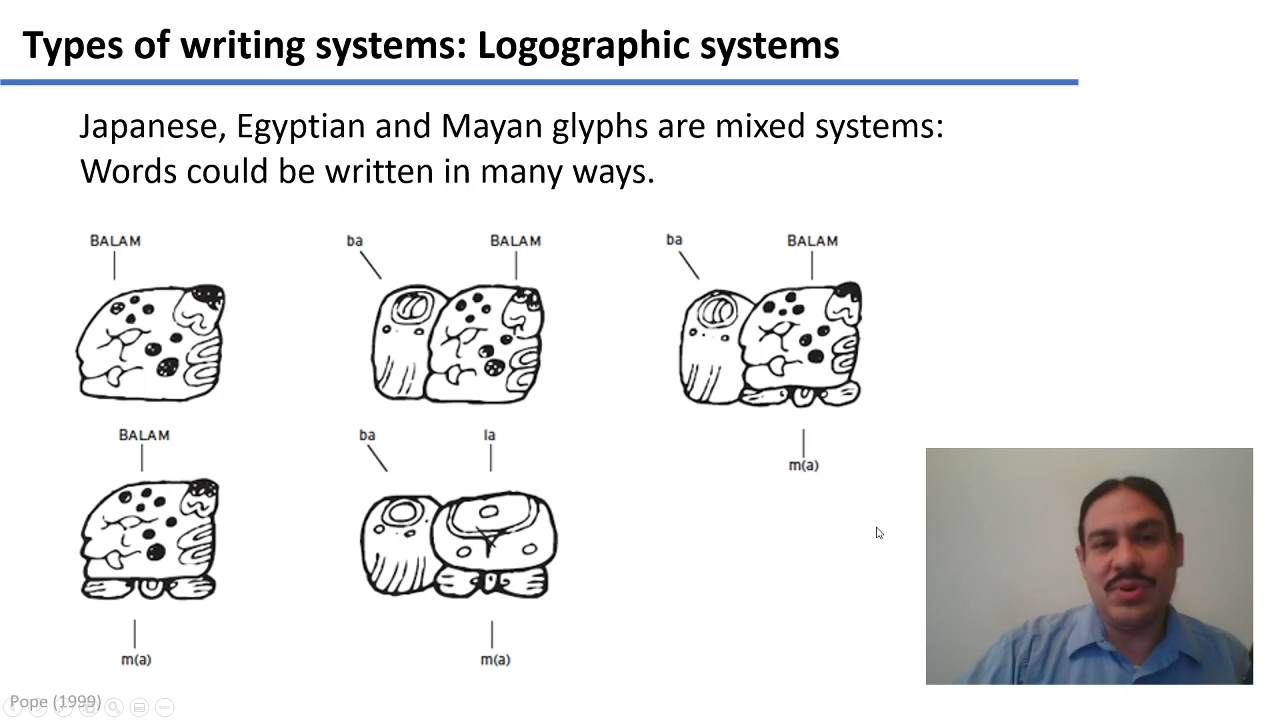 Types of writing systems: Logographic systems
Japanese, Egyptian and Mayan glyphs are mixed systems:
Words could be written in many ways.
BALAM
ba BALAM
ba BALAM
m(a)
BALAM
m(a)
ba la
m(a)
Pope (1999)